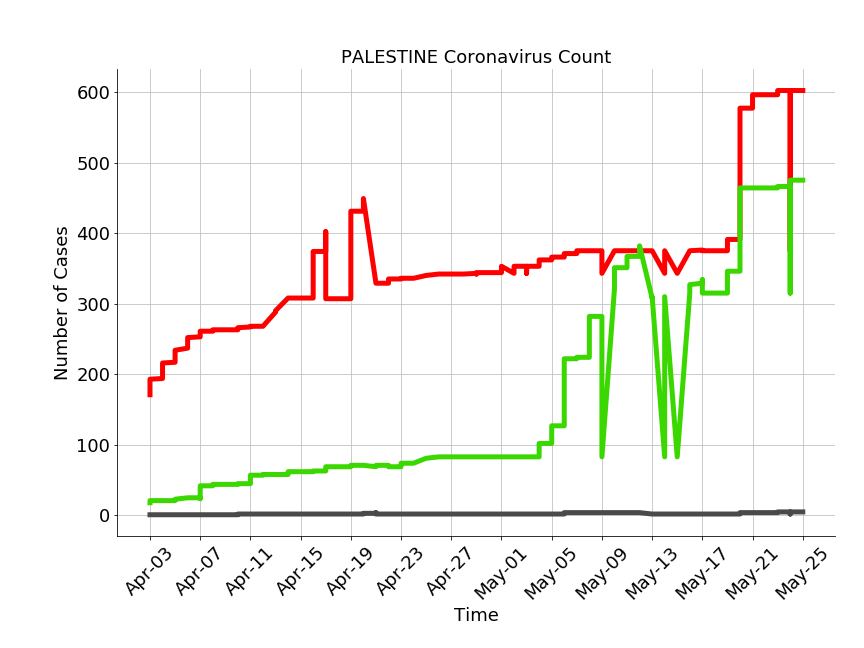 PALESTINE Coronavirus Count
Number of Cases
600
500
400
300
200
100
0
Apr-03
Apr-07
Apr-11
Apr-15
Apr-19
Apr-23
Apr-27
May-01
May-05
May-09
May-13
May-17
May-21
May-25
Time